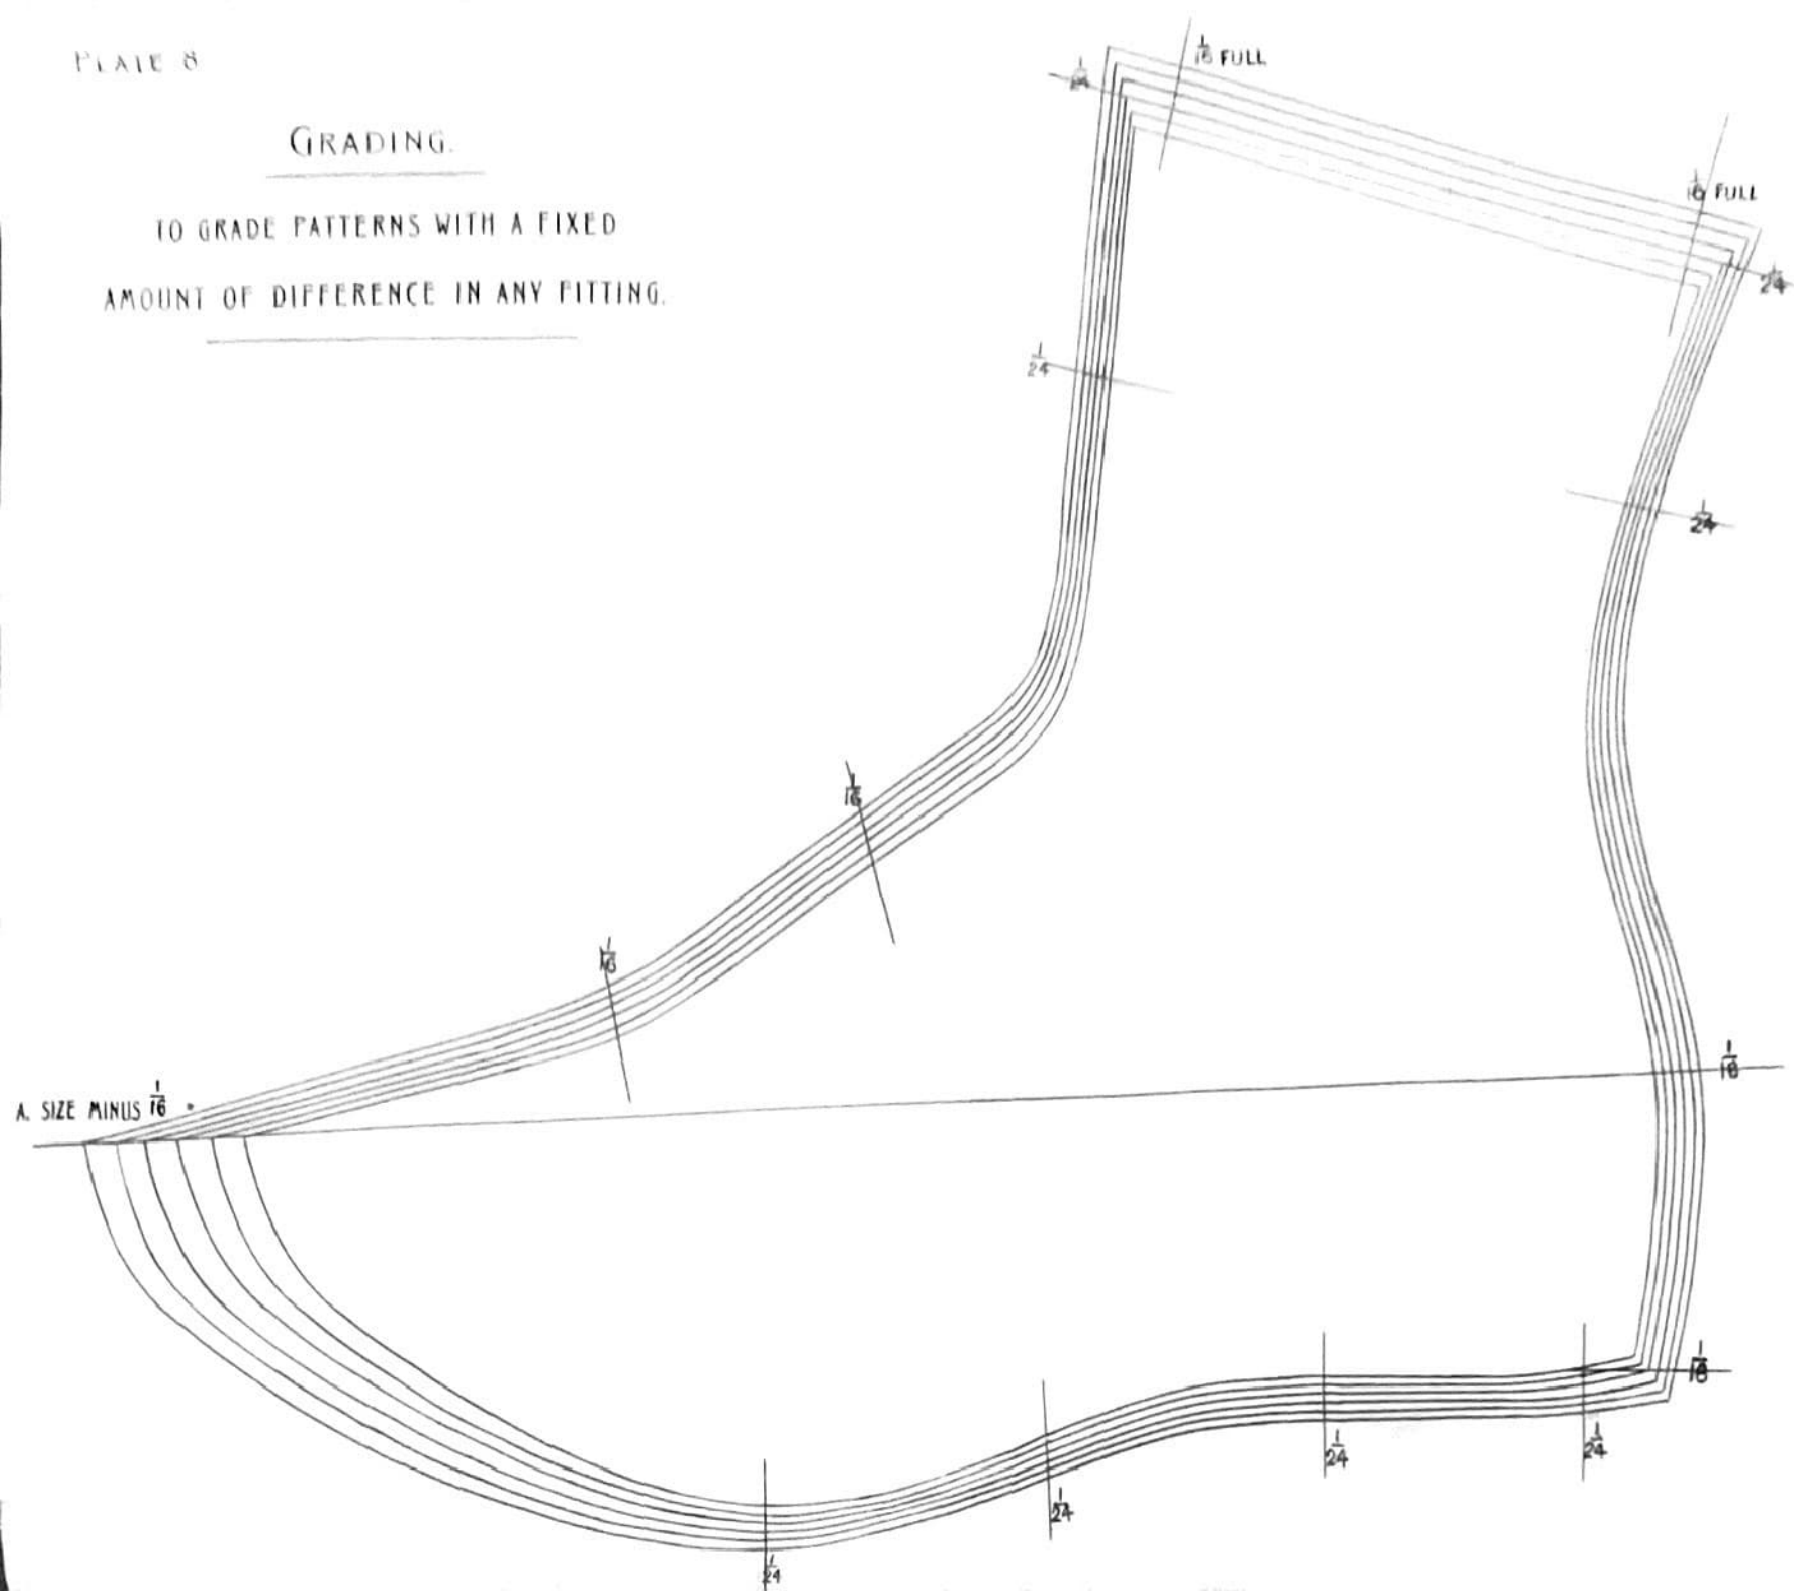 PLATE 8
GRADING.
TO GRADE PATTERNS WITH A FIXED
AMOUNT OF DIFFERENCE IN ANY FITTING.
1/24
1/16 FULL
1/16 FULL
1/24
1/24
1/24
1/16
1/16
A. SIZE MINUS 1/16
1/16
1/16
1/24
1/24
1/24
1/24